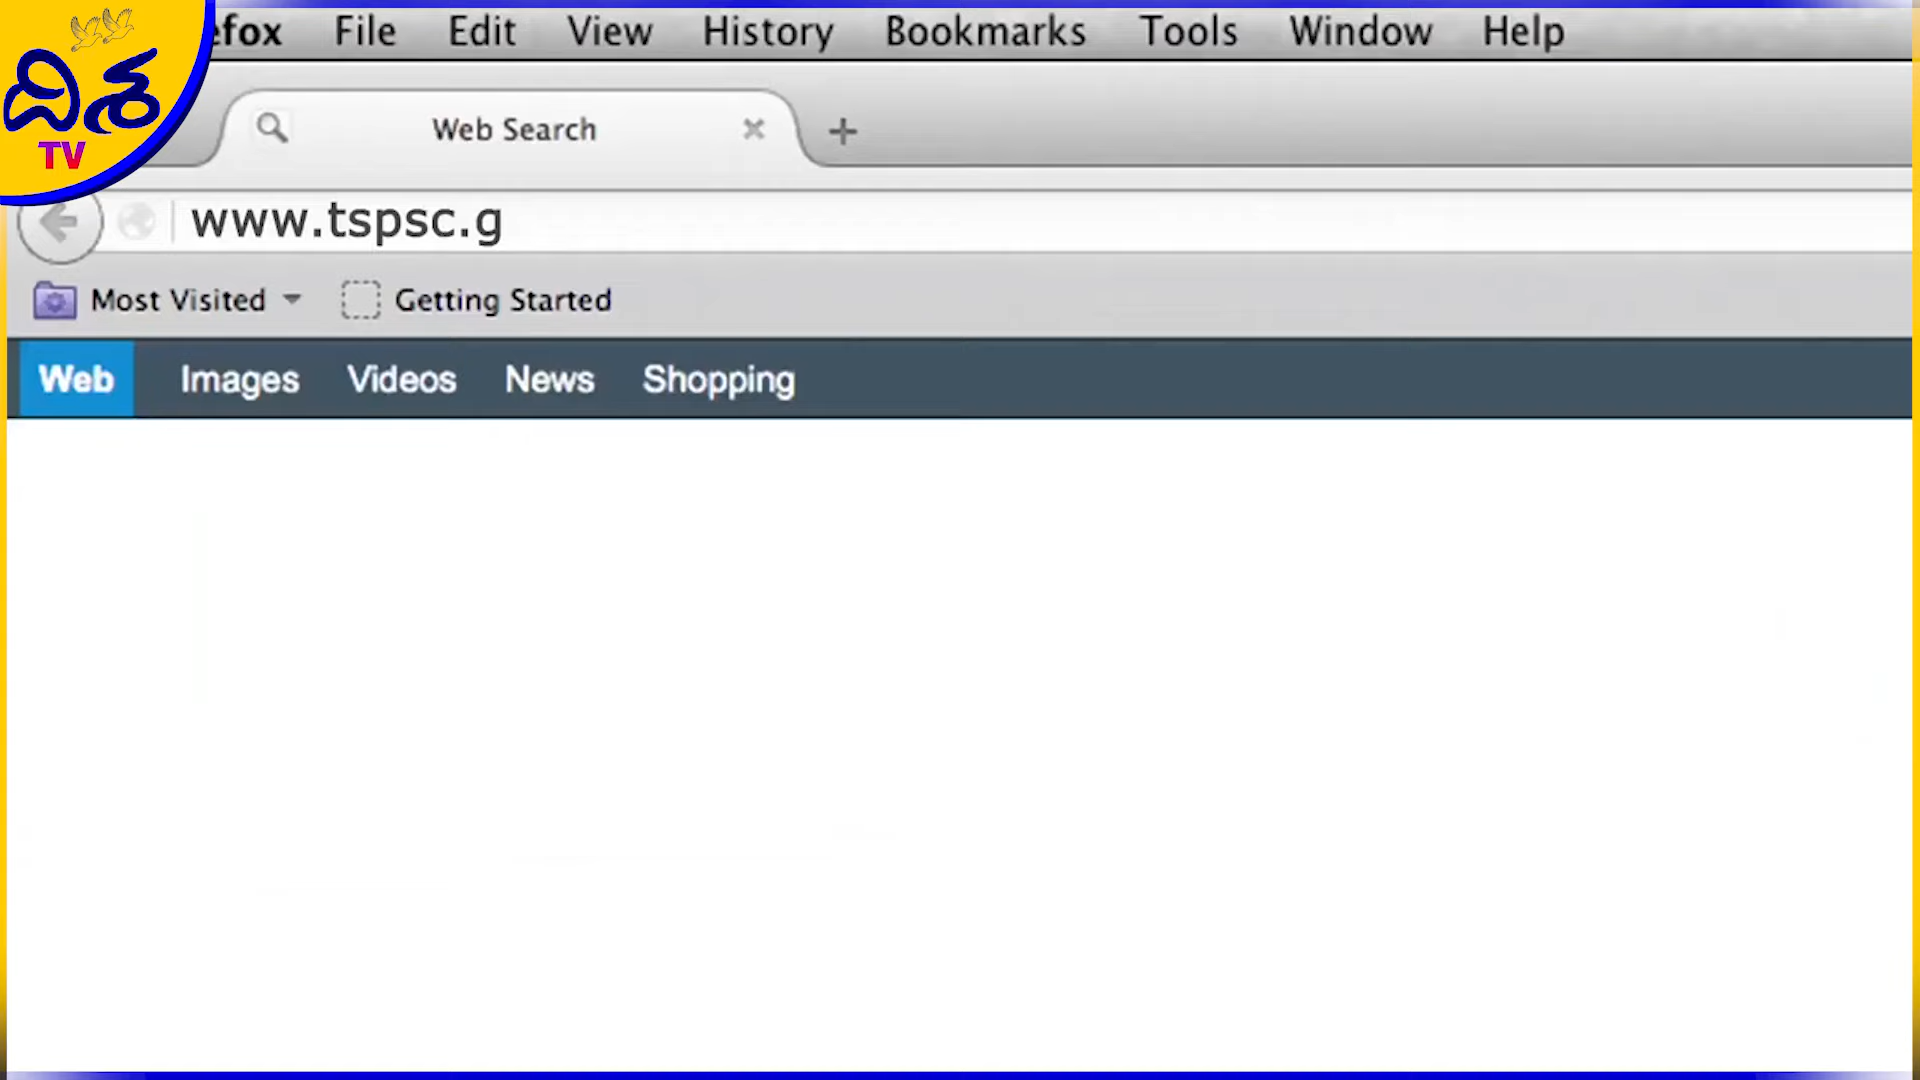 దిశ
TV
efox File Edit View History Bookmarks Tools Window Help
Web Search
www.tspsc.g
Most Visited Getting Started
Web Images Videos News Shopping